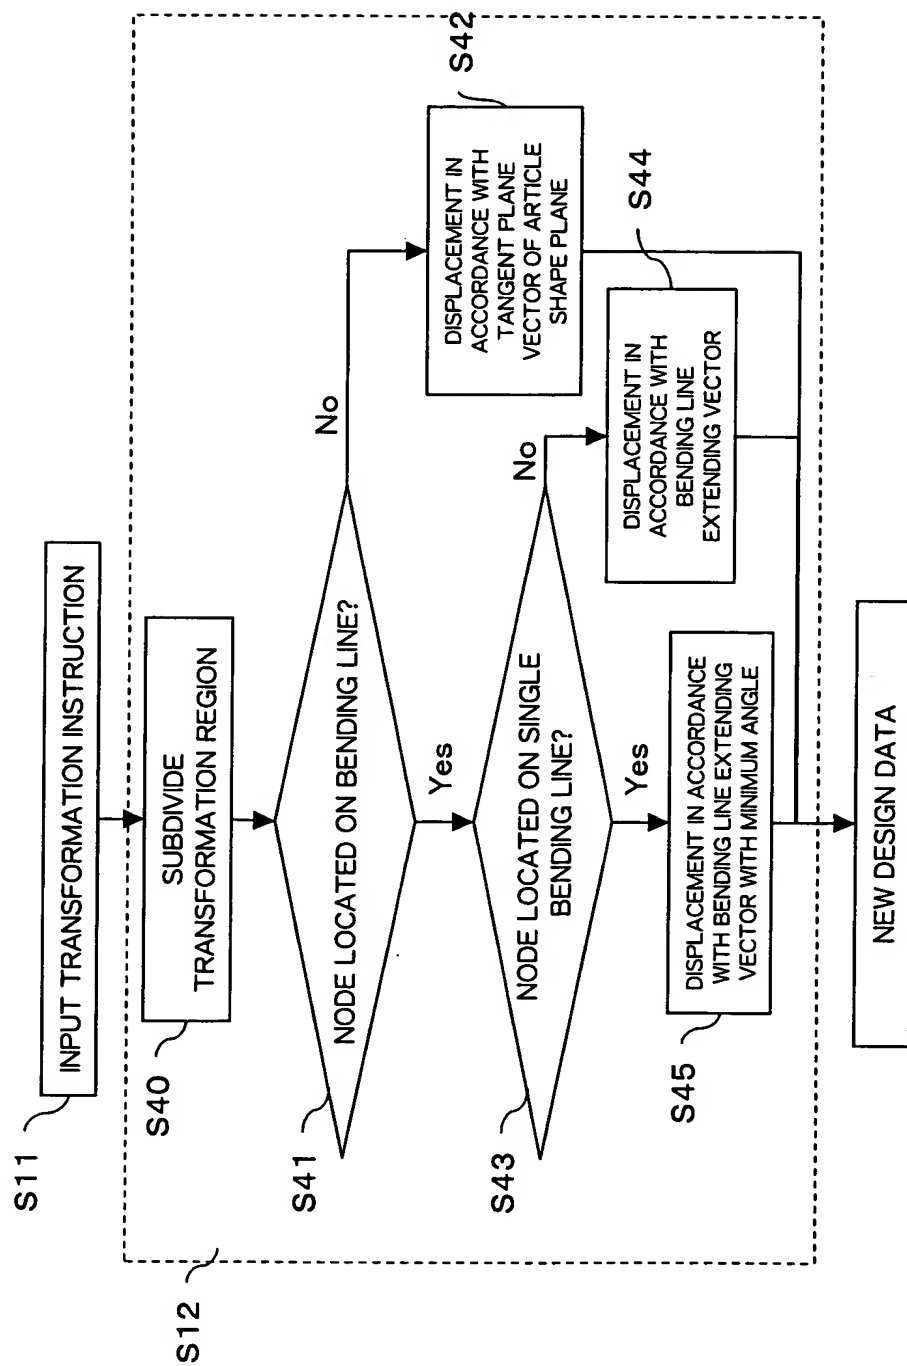 S11
INPUT TRANSFORMATION INSTRUCTION
S12
S40
SUBDIVIDE
TRANSFORMATION REGION
S41
NODE LOCATED ON BENDING LINE?
No
Yes
S42
DISPLACEMENT IN
ACCORDANCE WITH
TANGENT PLANE
VECTOR OF ARTICLE
SHAPE PLANE
S43
NODE LOCATED ON SINGLE
BENDING LINE?
No
Yes
S44
DISPLACEMENT IN
ACCORDANCE WITH
BENDING LINE
EXTENDING VECTOR
S45
DISPLACEMENT IN ACCORDANCE
WITH BENDING LINE EXTENDING
VECTOR WITH MINIMUM ANGLE
NEW DESIGN DATA